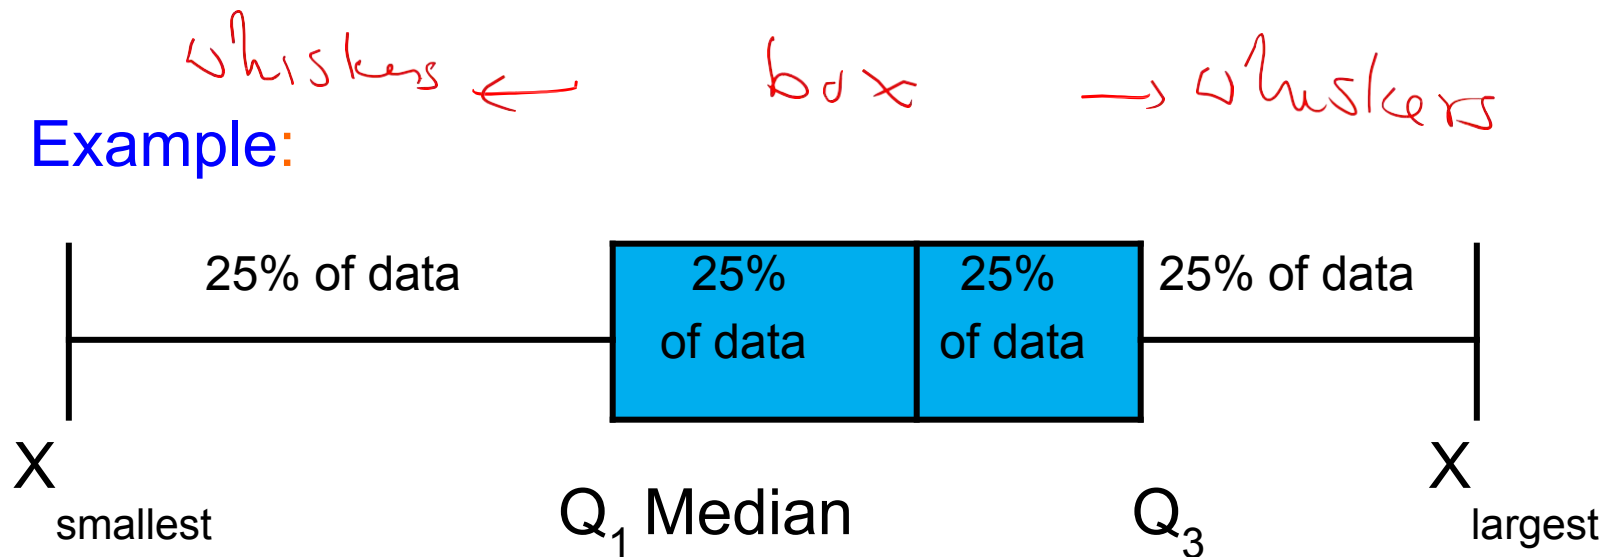 whiskers ← box → whiskers
Example:
25% of data 25% 25% 25% of data
of data of data
X smallest Q1 Median Q3 X largest